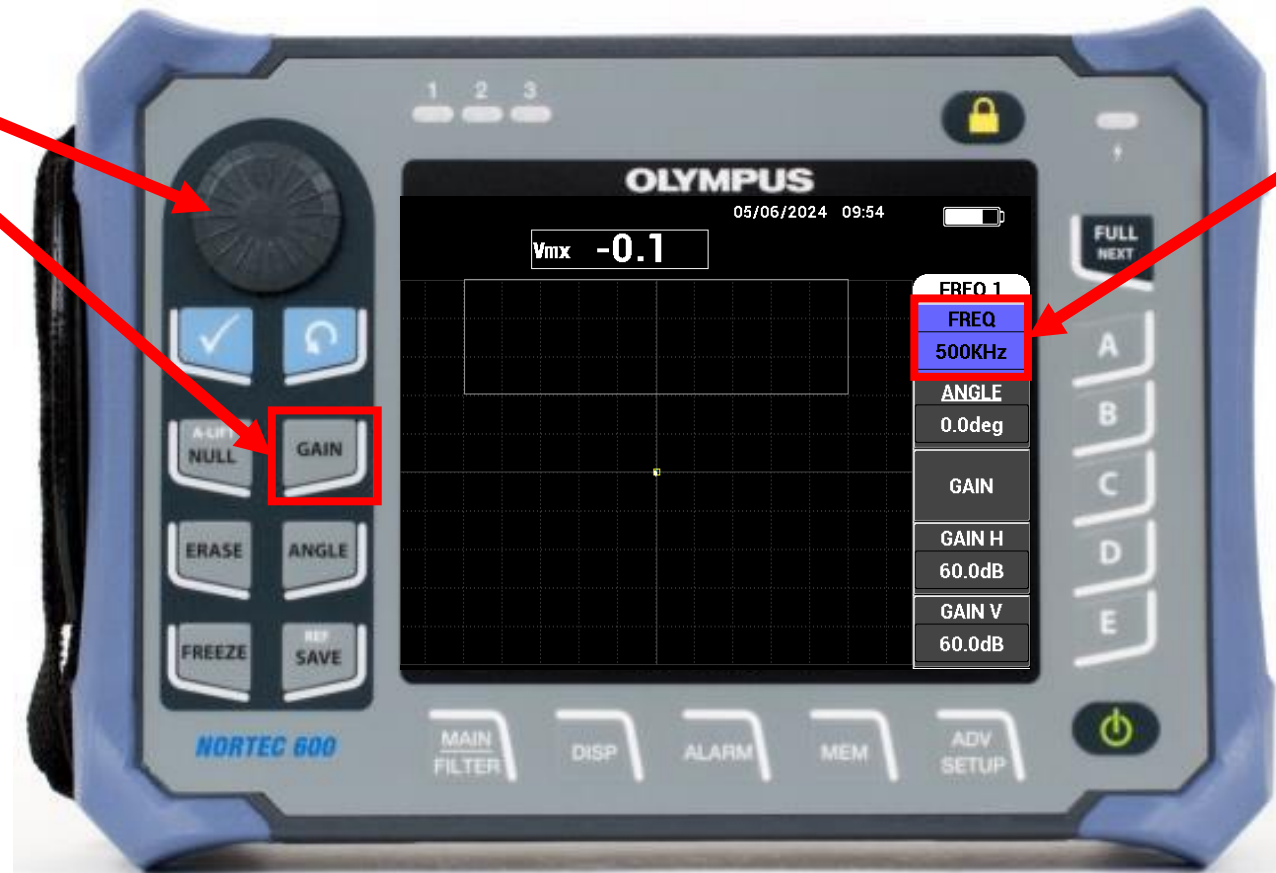 1 2 3
OLYMPUS
05/06/2024 09:54
Vmx -0.1
FREQ 1
FREQ
500KHz
ANGLE
0.0deg
GAIN
GAIN H
60.0dB
GAIN V
60.0dB
FULL
NEXT
A
B
C
D
E
A-LIFT
NULL
GAIN
ERASE
ANGLE
FREEZE
REF
SAVE
NORTEC 600
MAIN
FILTER
DISP
ALARM
MEM
ADV
SETUP